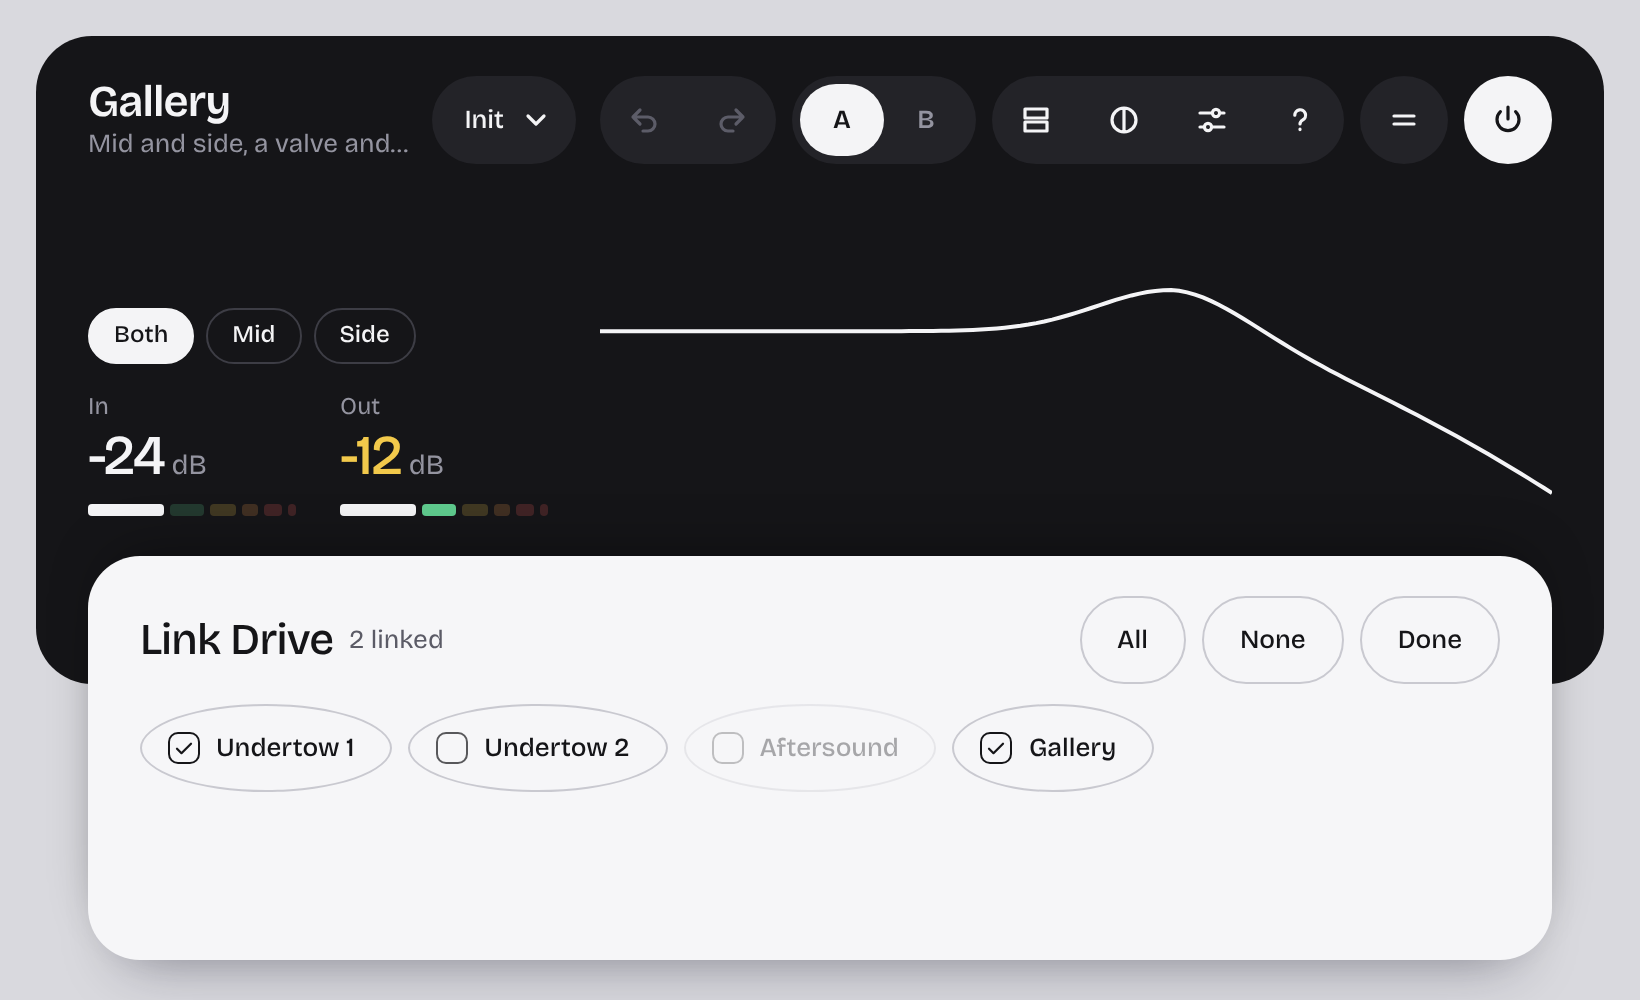 Gallery
Mid and side, a valve and...
Init
A B
?
Both Mid Side
In Out
-24 dB -12 dB
Link Drive 2 linked All None Done
Undertow 1 Undertow 2 Aftersound Gallery